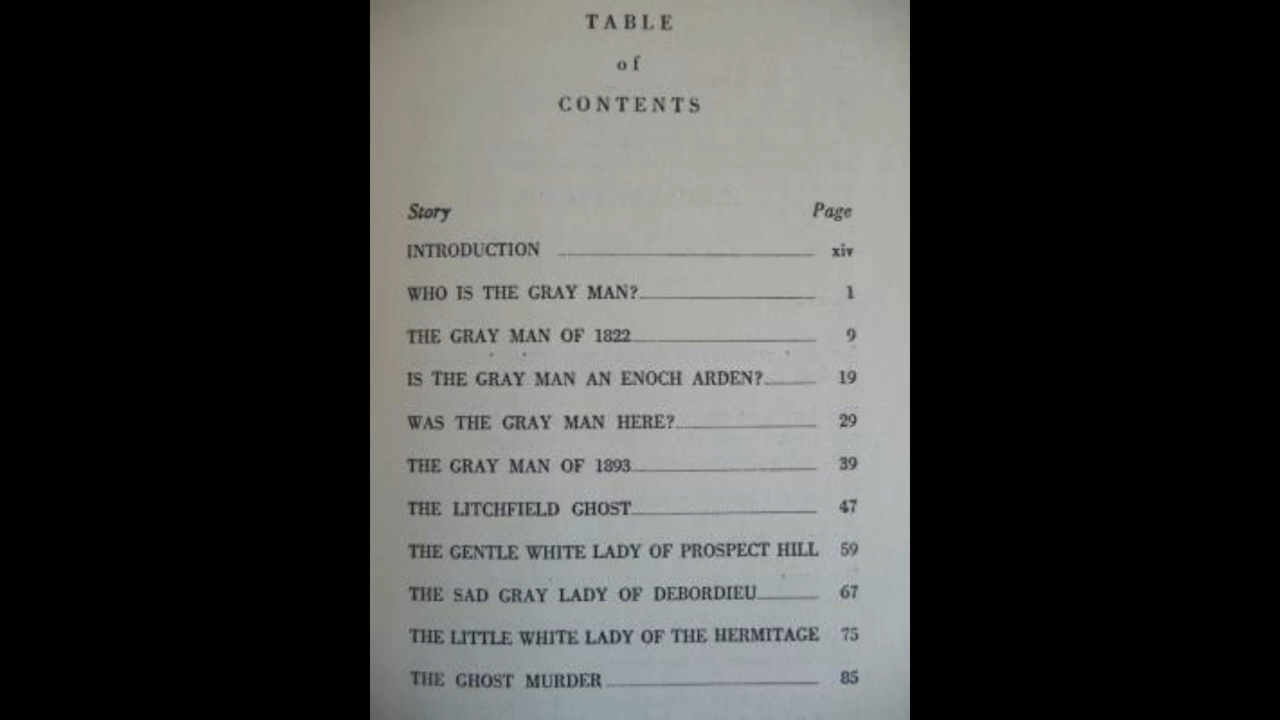 TABLE
of
CONTENTS
Story Page
INTRODUCTION xiv
WHO IS THE GRAY MAN? 1
THE GRAY MAN OF 1822 9
IS THE GRAY MAN AN ENOCH ARDEN? 19
WAS THE GRAY MAN HERE? 29
THE GRAY MAN OF 1893 39
THE LITCHFIELD GHOST 47
THE GENTLE WHITE LADY OF PROSPECT HILL 59
THE SAD GRAY LADY OF DEBORDIEU 67
THE LITTLE WHITE LADY OF THE HERMITAGE 75
THE GHOST MURDER 85